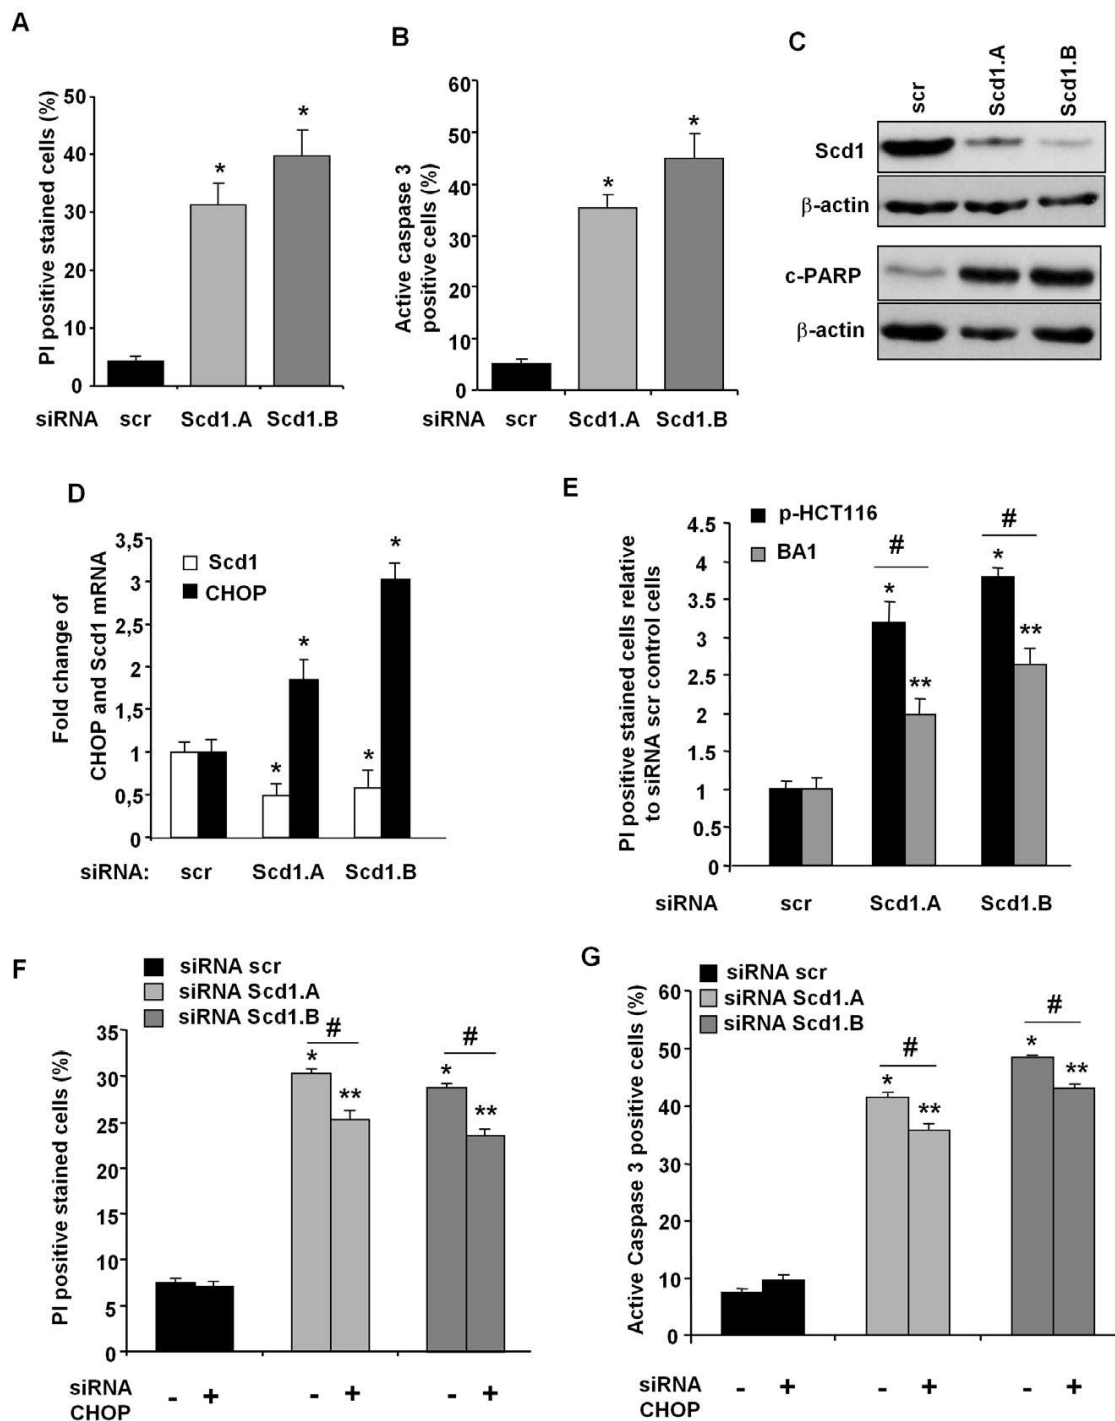 A
PI positive stained cells (%)
50
40
30
20
10
0
*
*
siRNA scr Scd1.A Scd1.B
B
Active caspase 3
positive cells (%)
60
50
40
30
20
10
0
*
*
siRNA scr Scd1.A Scd1.B
C
scr Scd1.A Scd1.B
Scd1
β-actin
c-PARP
β-actin
D
Fold change of
CHOP and Scd1 mRNA
3,5
3
2,5
2
1,5
1
0,5
0
Scd1
CHOP
*
*
*
*
siRNA: scr Scd1.A Scd1.B
E
PI positive stained cells relative
to siRNA scr control cells
4.5
4
3.5
3
2.5
2
1.5
1
0.5
0
p-HCT116
BA1
# #
* **
* **
siRNA scr Scd1.A Scd1.B
F
siRNA scr
siRNA Scd1.A
siRNA Scd1.B
PI positive stained cells (%)
35
30
25
20
15
10
5
0
# #
* **
* **
siRNA
CHOP
- + - + - +
G
siRNA scr
siRNA Scd1.A
siRNA Scd1.B
Active Caspase 3 positive cells (%)
60
50
40
30
20
10
0
# #
* **
* **
siRNA
CHOP
- + - + - +